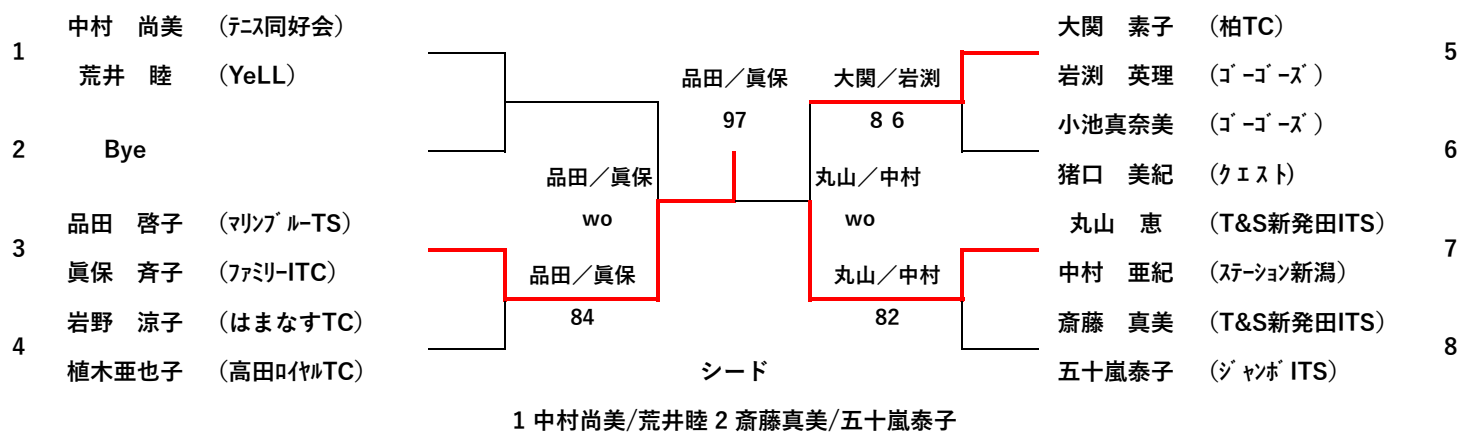 1 中村　尚美 （ﾃﾆｽ同好会）
荒井　睦 （YeLL）
2 Bye
3 品田　啓子 （ﾏﾘﾝﾌﾞﾙｰTS）
眞保　斉子 （ﾌｧﾐﾘｰITC）
4 岩野　涼子 （はまなすTC）
植木亜也子 （高田ﾛｲﾔﾙTC）
品田／眞保
84
品田／眞保
wo
品田／眞保
97
大関／岩渕
８６
丸山／中村
wo
丸山／中村
82
大関　素子 （柏TC） 5
岩渕　英理 （ｺﾞｰｺﾞｰｽﾞ）
小池真奈美 （ｺﾞｰｺﾞｰｽﾞ） 6
猪口　美紀 （ｸｴｽﾄ）
丸山　恵 （T&S新発田ITS） 7
中村　亜紀 （ｽﾃｰｼｮﾝ新潟）
斎藤　真美 （T&S新発田ITS） 8
五十嵐泰子 （ｼﾞｬﾝﾎﾞITS）
シード
1 中村尚美/荒井睦 2 斎藤真美/五十嵐泰子